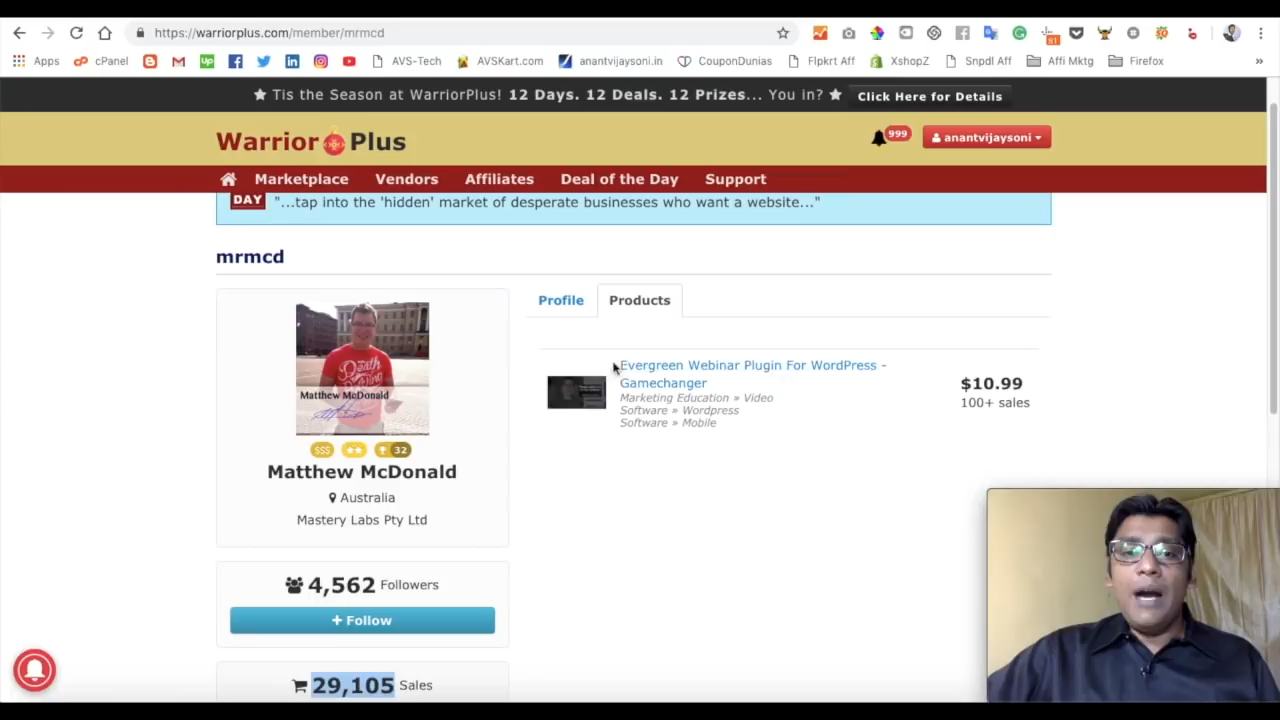 https://warriorplus.com/member/mrmcd
81
Apps
cPanel
AVS-Tech
AVSKart.com
anantvijaysoni.in
CouponDunias
Flpkrt Aff
XshopZ
Snpdl Aff
Affi Mktg
Firefox
»
★ Tis the Season at WarriorPlus! 12 Days. 12 Deals. 12 Prizes... You in? ★ Click Here for Details
Warrior Plus
999
anantvijaysoni
Marketplace
Vendors
Affiliates
Deal of the Day
Support
DAY
"...tap into the 'hidden' market of desperate businesses who want a website..."
mrmcd
Profile
Products
Matthew McDonald
$$$
32
Matthew McDonald
Australia
Mastery Labs Pty Ltd
4,562 Followers
+ Follow
29,105 Sales
Evergreen Webinar Plugin For WordPress -
Gamechanger
Marketing Education » Video
Software » Wordpress
Software » Mobile
$10.99
100+ sales